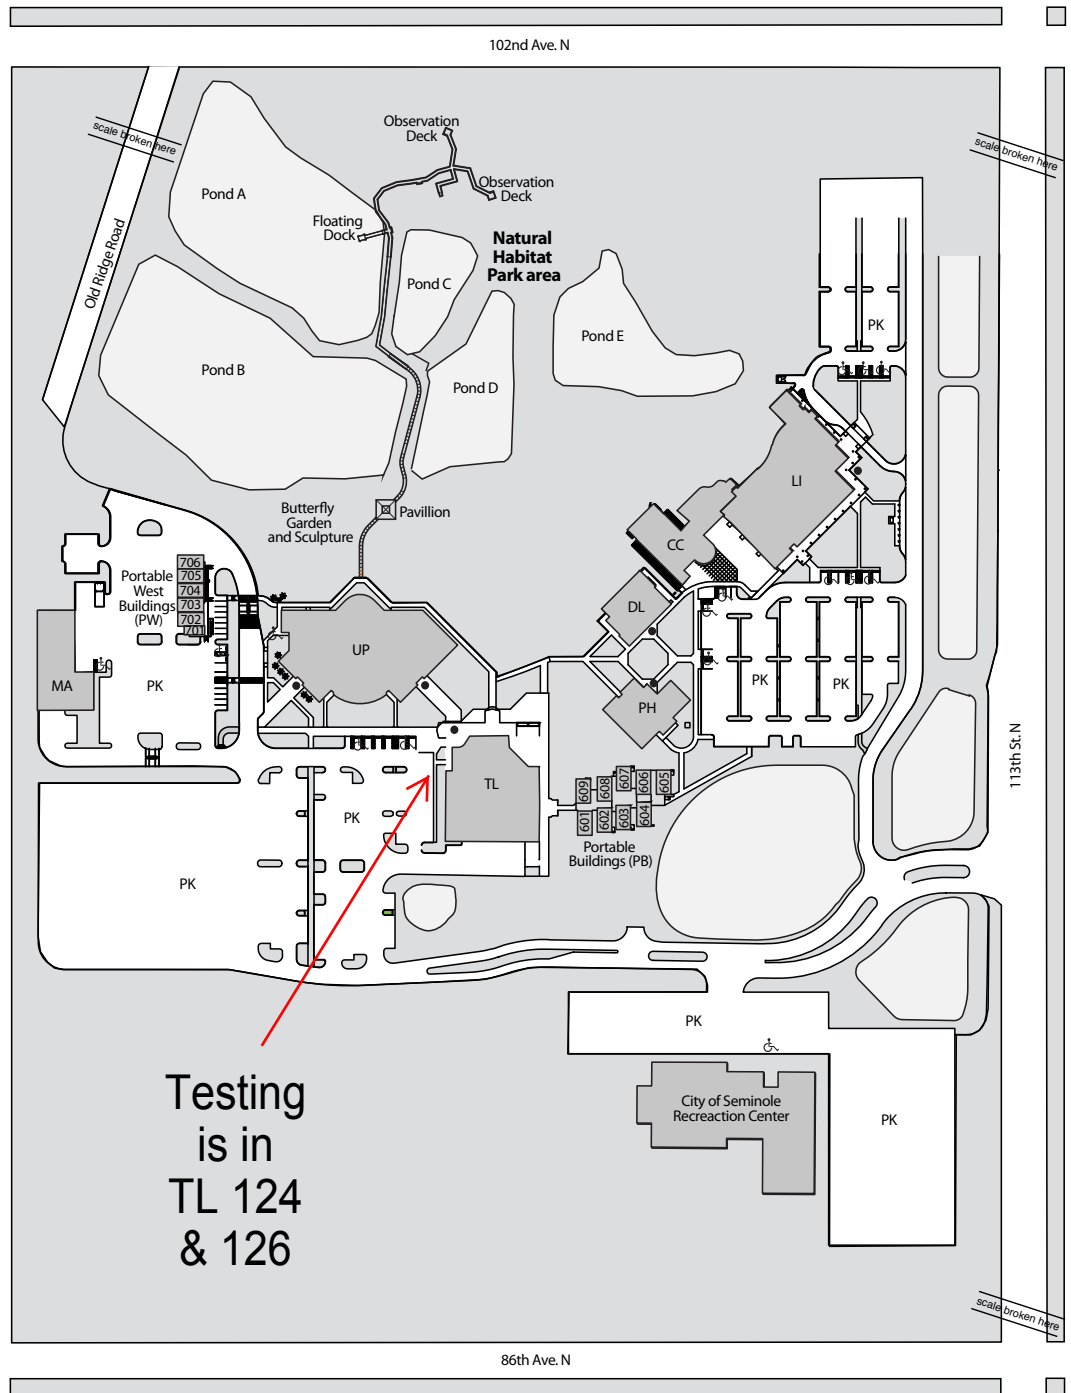 102nd Ave. N
scale broken here
scale broken here
Observation
Deck
Observation
Deck
Pond A
Floating
Dock
Natural
Habitat
Park area
Old Ridge Road
Pond C
PK
Pond E
Pond B
Pond D
LI
Butterfly
Garden
and Sculpture
Pavillion
CC
706
705
704
703
702
701
Portable
West
Buildings
(PW)
DL
UP
MA
PK
PK
PK
PH
113th St. N
TL
609
608
607
606
605
601
602
603
604
PK
Portable
Buildings (PB)
PK
PK
City of Seminole
Recreaction Center
PK
Testing
is in
TL 124
& 126
scale broken here
86th Ave. N